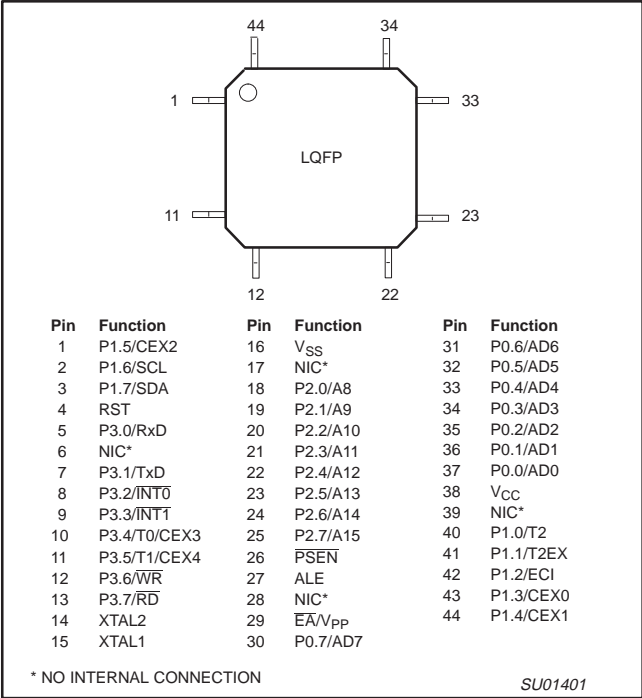 44 34
1 33
LQFP
11 23
12 22
Pin Function Pin Function Pin Function
1 P1.5/CEX2 16 VSS 31 P0.6/AD6
2 P1.6/SCL 17 NIC* 32 P0.5/AD5
3 P1.7/SDA 18 P2.0/A8 33 P0.4/AD4
4 RST 19 P2.1/A9 34 P0.3/AD3
5 P3.0/RxD 20 P2.2/A10 35 P0.2/AD2
6 NIC* 21 P2.3/A11 36 P0.1/AD1
7 P3.1/TxD 22 P2.4/A12 37 P0.0/AD0
8 P3.2/INT0 23 P2.5/A13 38 VCC
9 P3.3/INT1 24 P2.6/A14 39 NIC*
10 P3.4/T0/CEX3 25 P2.7/A15 40 P1.0/T2
11 P3.5/T1/CEX4 26 PSEN 41 P1.1/T2EX
12 P3.6/WR 27 ALE 42 P1.2/ECI
13 P3.7/RD 28 NIC* 43 P1.3/CEX0
14 XTAL2 29 EA/VPP 44 P1.4/CEX1
15 XTAL1 30 P0.7/AD7
* NO INTERNAL CONNECTION
SU01401